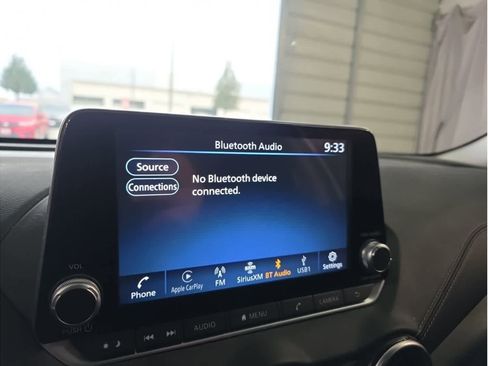 Bluetooth Audio 9:33
Source
No Bluetooth device
Connections
connected.
VOL
Phone
Apple CarPlay
FM
SiriusXM
BT Audio
USB1
Settings
PUSH
AUDIO
MENU
CAMERA